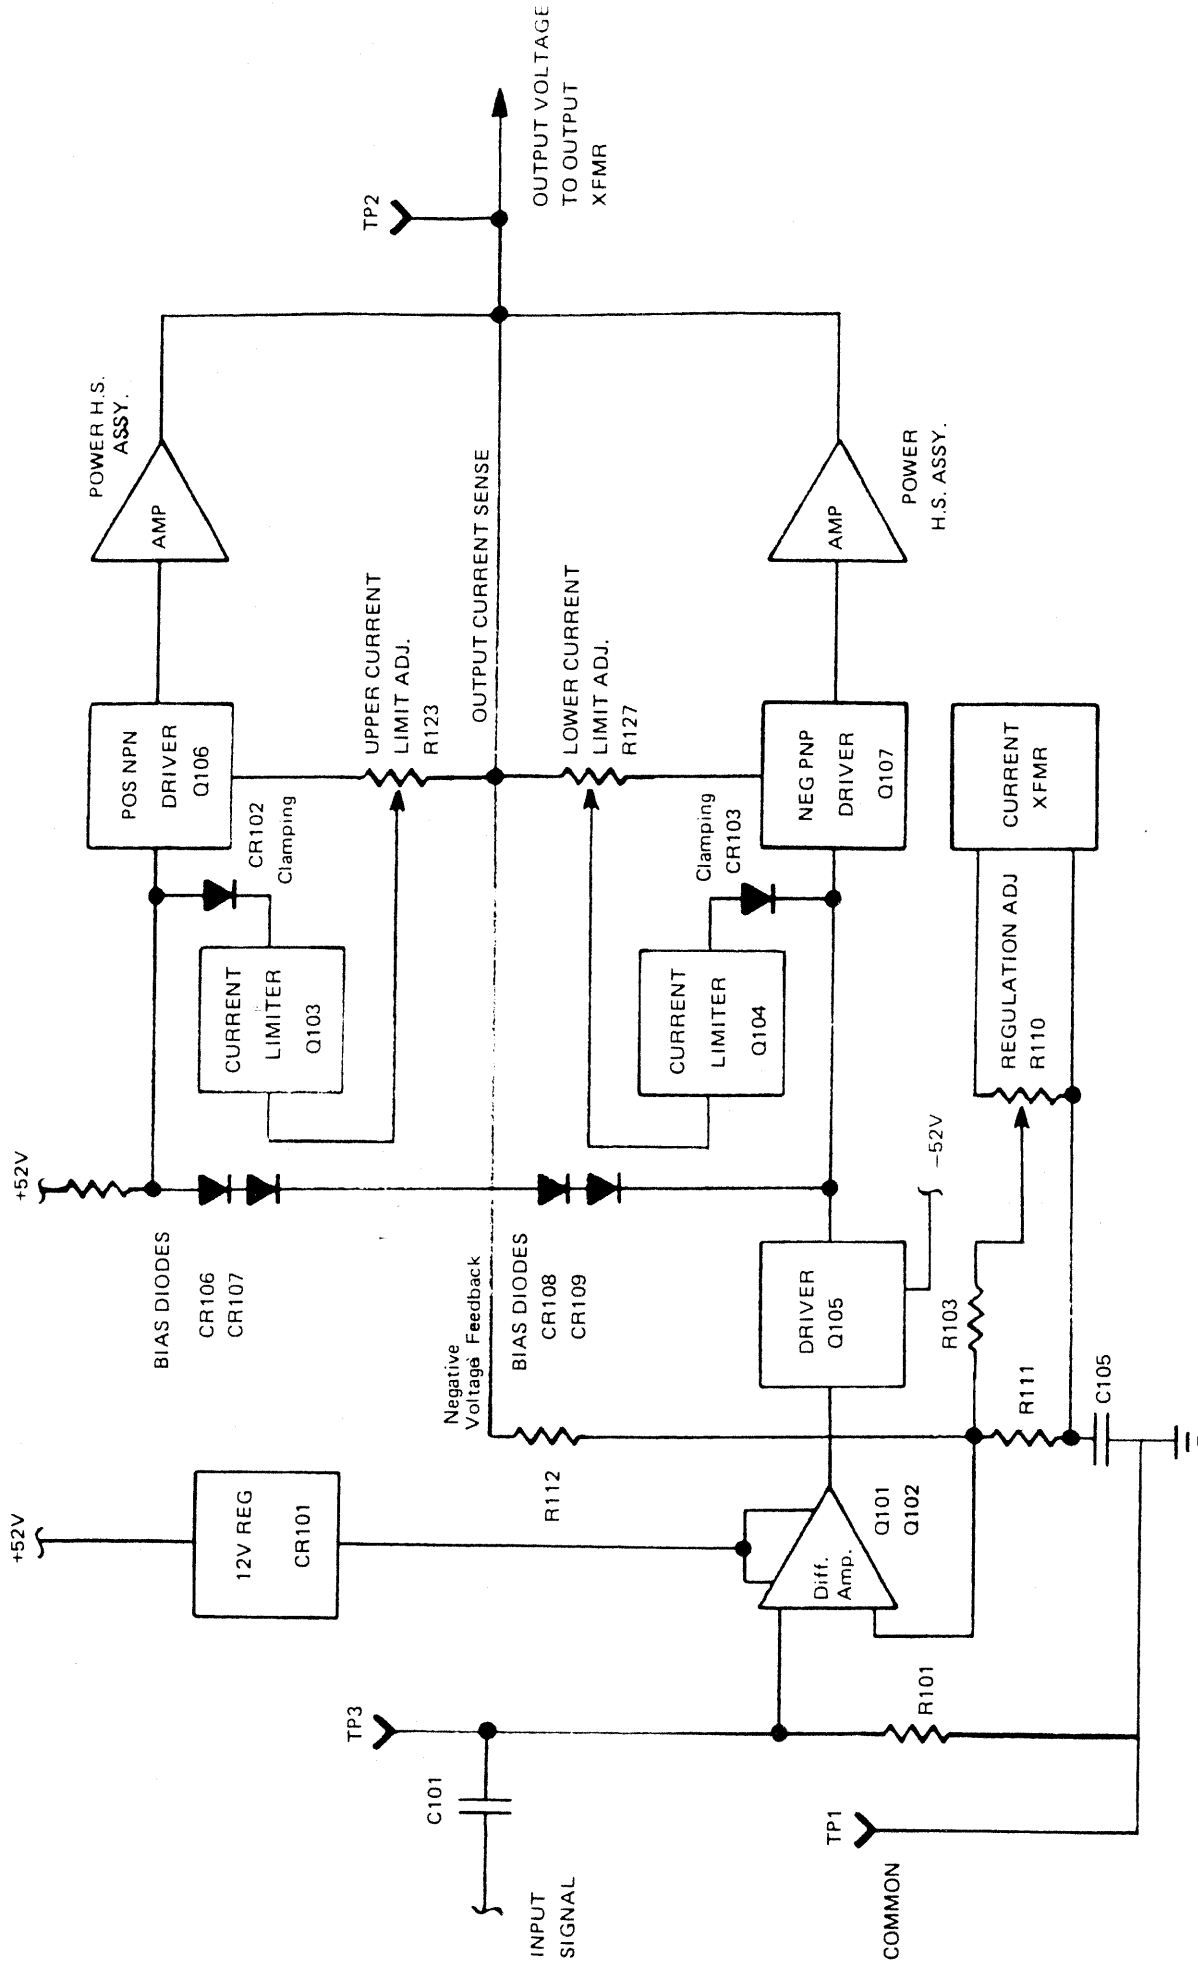 +52V
+52V
12V REG
CR101
BIAS DIODES
CR106
CR107
CURRENT
LIMITER
Q103
CR102
Clamping
POS NPN
DRIVER
Q106
POWER H.S.
ASSY.
AMP
TP3
C101
INPUT
SIGNAL
R112
Negative
Voltage Feedback
BIAS DIODES
CR108
CR109
UPPER CURRENT
LIMIT ADJ.
R123
OUTPUT CURRENT SENSE
LOWER CURRENT
LIMIT ADJ.
R127
TP2
OUTPUT VOLTAGE
TO OUTPUT
XFMR
CURRENT
LIMITER
Q104
Clamping
CR103
NEG PNP
DRIVER
Q107
AMP
POWER
H.S. ASSY.
Diff.
Amp.
Q101
Q102
DRIVER
Q105
-52V
TP1
COMMON
R101
R103
R111
C105
REGULATION ADJ
R110
CURRENT
XFMR